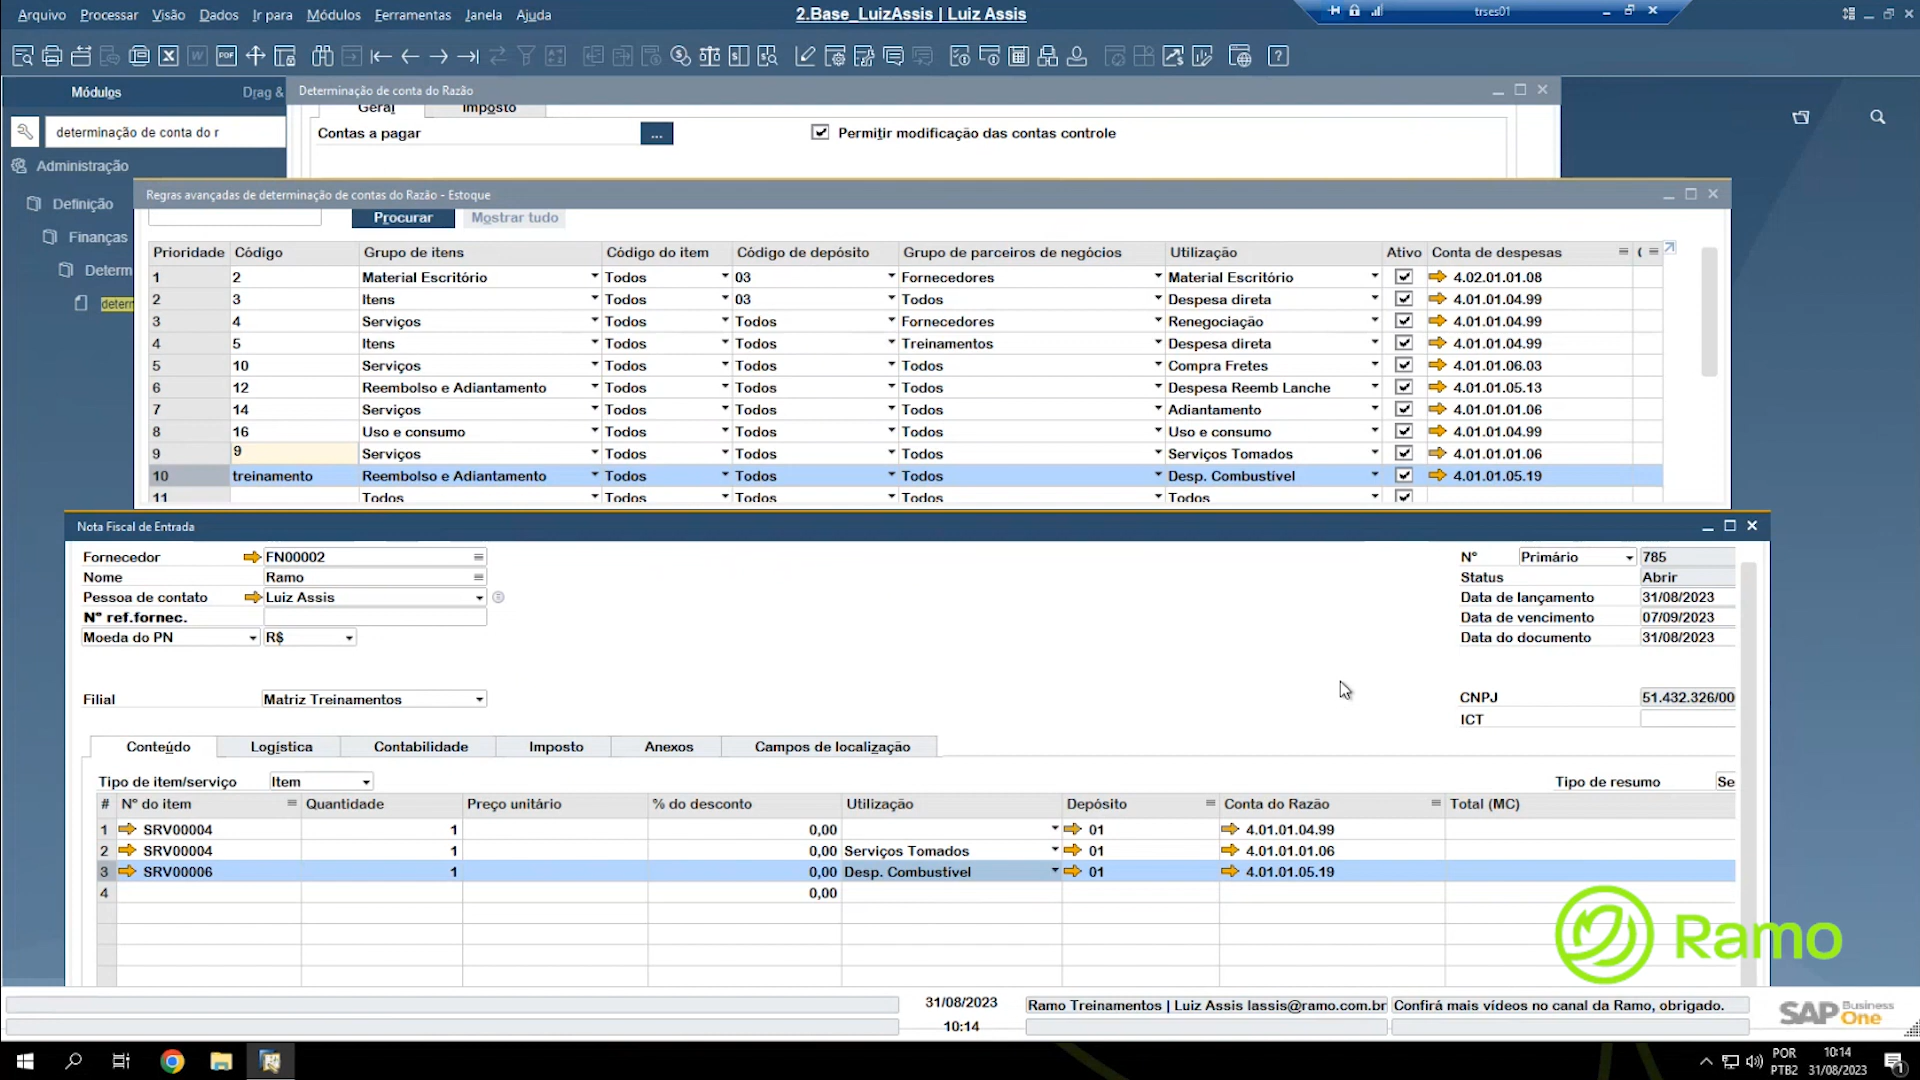 Arquivo Processar Visão Dados Ir para Módulos Ferramentas Janela Ajuda
2.Base_LuizAssis | Luiz Assis
trses01
Módulos Drag &
determinação de conta do r
Administração
Definição
Finanças
Determ
determ
Determinação de conta do Razão
Geral Imposto
Contas a pagar ... Permitir modificação das contas controle
Regras avançadas de determinação de contas do Razão - Estoque
Procurar Mostrar tudo
Prioridade Código Grupo de itens Código do item Código de depósito Grupo de parceiros de negócios Utilização Ativo Conta de despesas (
1 2 Material Escritório Todos 03 Fornecedores Material Escritório 4.02.01.01.08
2 3 Itens Todos 03 Todos Despesa direta 4.01.01.04.99
3 4 Serviços Todos Todos Fornecedores Renegociação 4.01.01.04.99
4 5 Itens Todos Todos Treinamentos Despesa direta 4.01.01.04.99
5 10 Serviços Todos Todos Todos Compra Fretes 4.01.01.06.03
6 12 Reembolso e Adiantamento Todos Todos Todos Despesa Reemb Lanche 4.01.01.05.13
7 14 Serviços Todos Todos Todos Adiantamento 4.01.01.01.06
8 16 Uso e consumo Todos Todos Todos Uso e consumo 4.01.01.04.99
9 9 Serviços Todos Todos Todos Serviços Tomados 4.01.01.01.06
10 treinamento Reembolso e Adiantamento Todos Todos Todos Desp. Combustível 4.01.01.05.19
11 Todos Todos Todos Todos Todos
Nota Fiscal de Entrada
Fornecedor FN00002
Nome Ramo
Pessoa de contato Luiz Assis
N° ref.fornec.
Moeda do PN R$
Filial Matriz Treinamentos
N° Primário 785
Status Abrir
Data de lançamento 31/08/2023
Data de vencimento 07/09/2023
Data do documento 31/08/2023
CNPJ 51.432.326/00
ICT
Conteúdo Logística Contabilidade Imposto Anexos Campos de localização
Tipo de item/serviço Item Tipo de resumo Se
# N° do item Quantidade Preço unitário % do desconto Utilização Depósito Conta do Razão Total (MC)
1 SRV00004 1 0,00 01 4.01.01.04.99
2 SRV00004 1 0,00 Serviços Tomados 01 4.01.01.01.06
3 SRV00006 1 0,00 Desp. Combustível 01 4.01.01.05.19
4 0,00
Ramo
31/08/2023 Ramo Treinamentos | Luiz Assis lassis@ramo.com.br Confirá mais vídeos no canal da Ramo, obrigado.
10:14
SAP Business One
POR 10:14
PTB2 31/08/2023 1